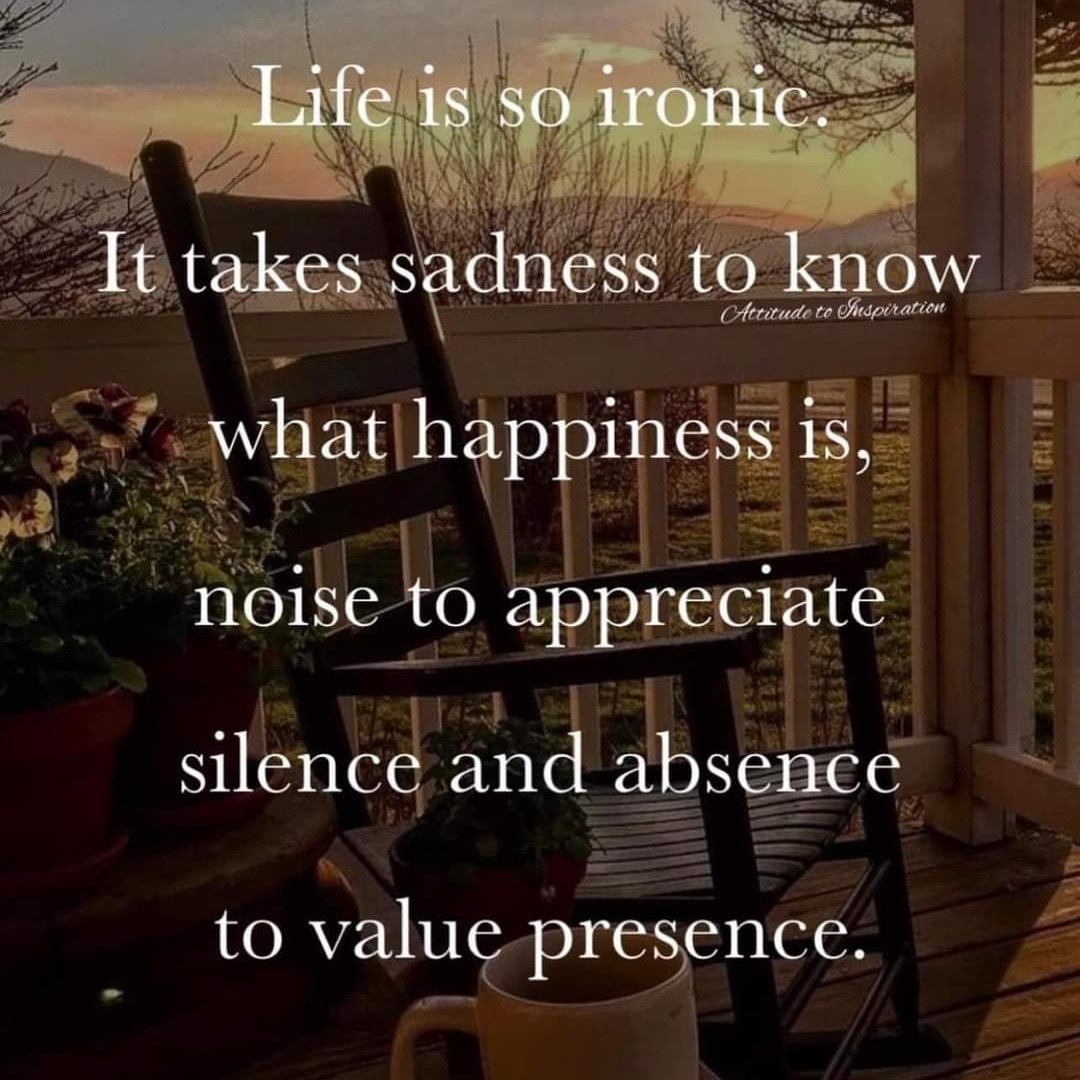 Life is so ironic.
It takes sadness to know
Attitude to Inspiration
what happiness is,
noise to appreciate
silence and absence
to value presence.